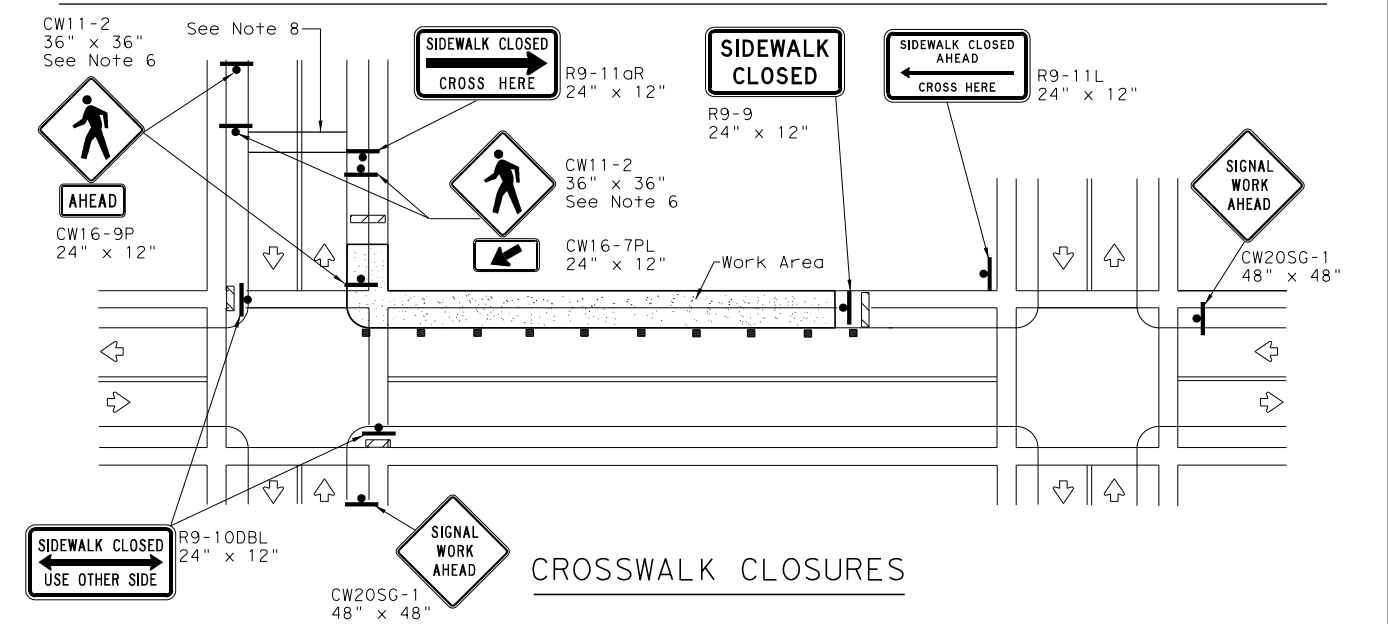 CW11-2
36" x 36"
See Note 6
AHEAD
CW16-9P
24" x 12"
See Note 8
SIDEWALK CLOSED
CROSS HERE
R9-11aR
24" x 12"
CW11-2
36" x 36"
See Note 6
CW16-7PL
24" x 12"
SIDEWALK
CLOSED
R9-9
24" x 12"
SIDEWALK CLOSED
AHEAD
CROSS HERE
R9-11L
24" x 12"
SIGNAL
WORK
AHEAD
CW20SG-1
48" x 48"
Work Area
SIDEWALK CLOSED
USE OTHER SIDE
R9-10DBL
24" x 12"
SIGNAL
WORK
AHEAD
CW20SG-1
48" x 48"
CROSSWALK CLOSURES